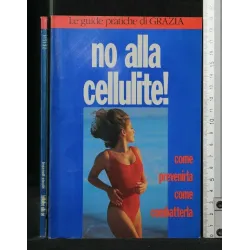 Le guide pratiche di GRAZIA
no alla
cellulite!
come
prevenirla
come
combatterla